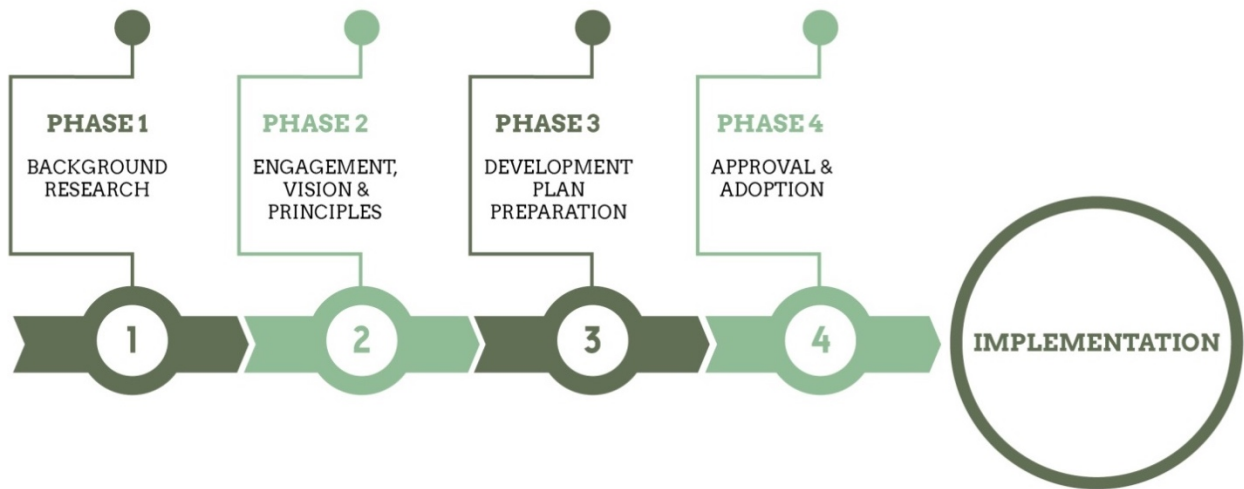 PHASE 1
BACKGROUND
RESEARCH
PHASE 2
ENGAGEMENT,
VISION &
PRINCIPLES
PHASE 3
DEVELOPMENT
PLAN
PREPARATION
PHASE 4
APPROVAL &
ADOPTION
1
2
3
4
IMPLEMENTATION